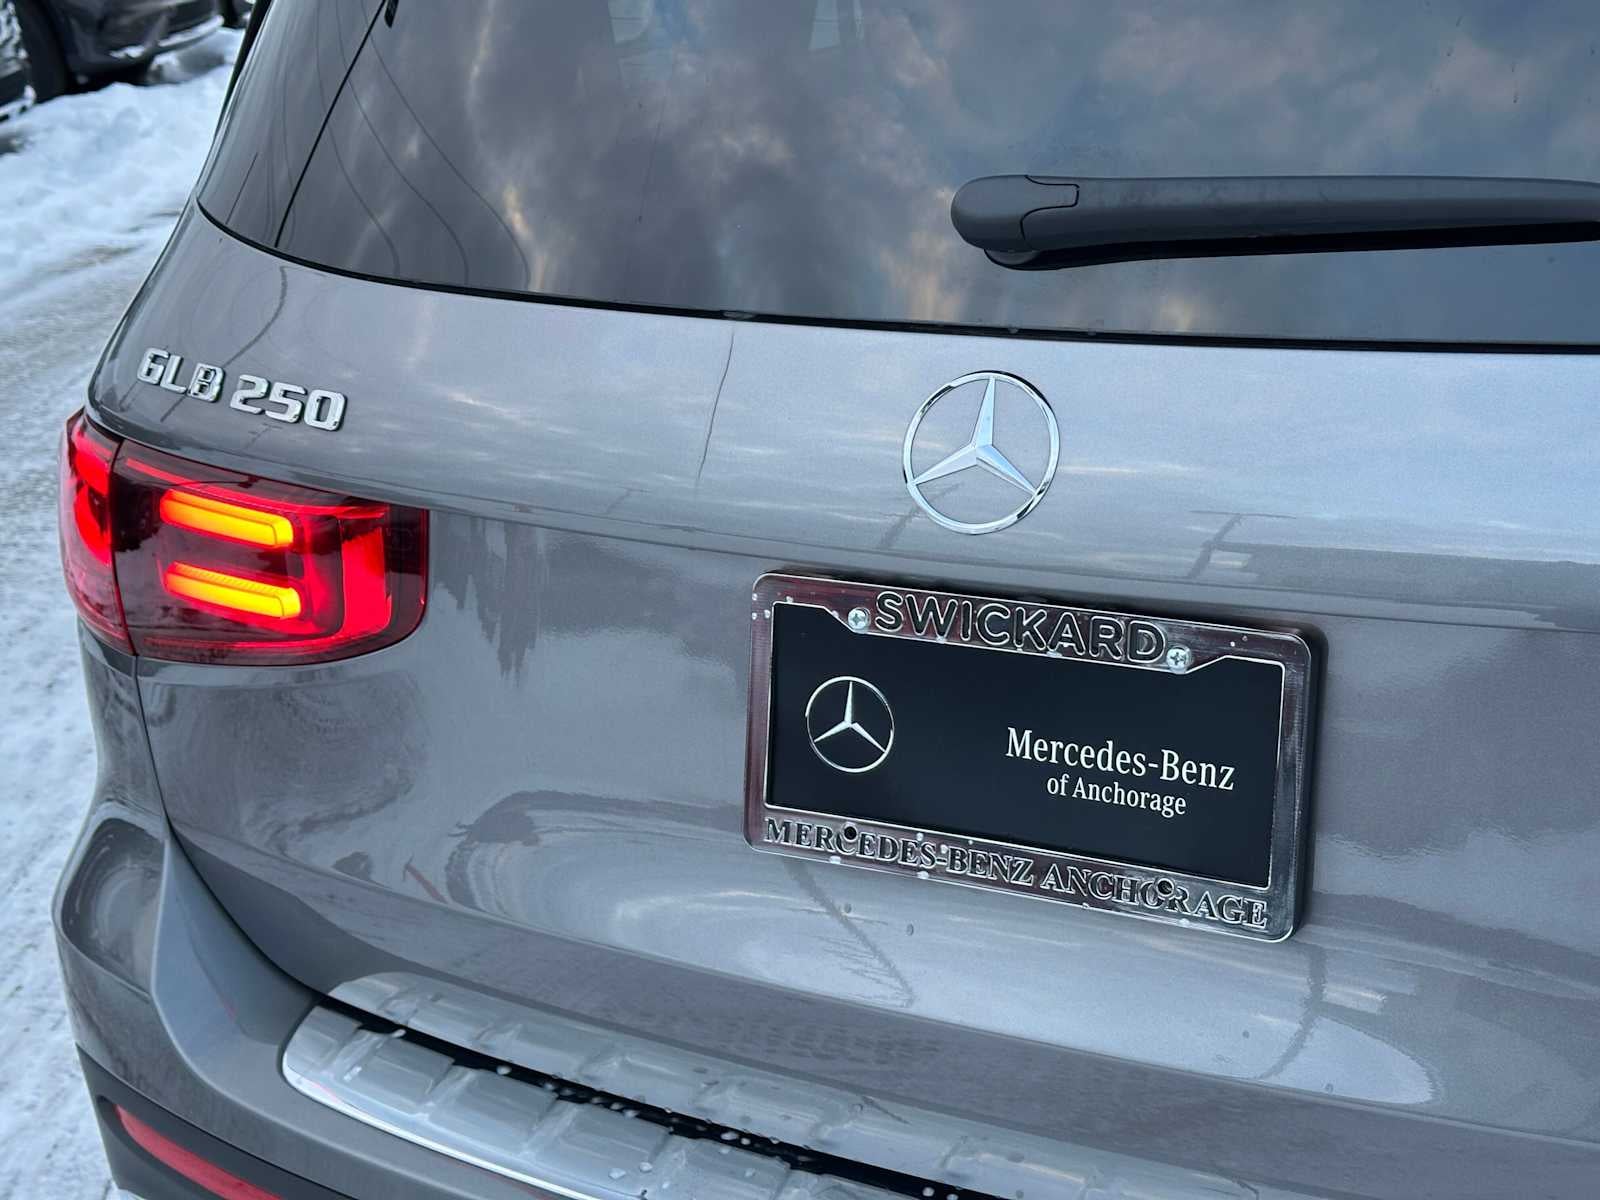 GLB 250
SWICKARD
Mercedes-Benz
of Anchorage
MERCEDES-BENZ ANCHORAGE